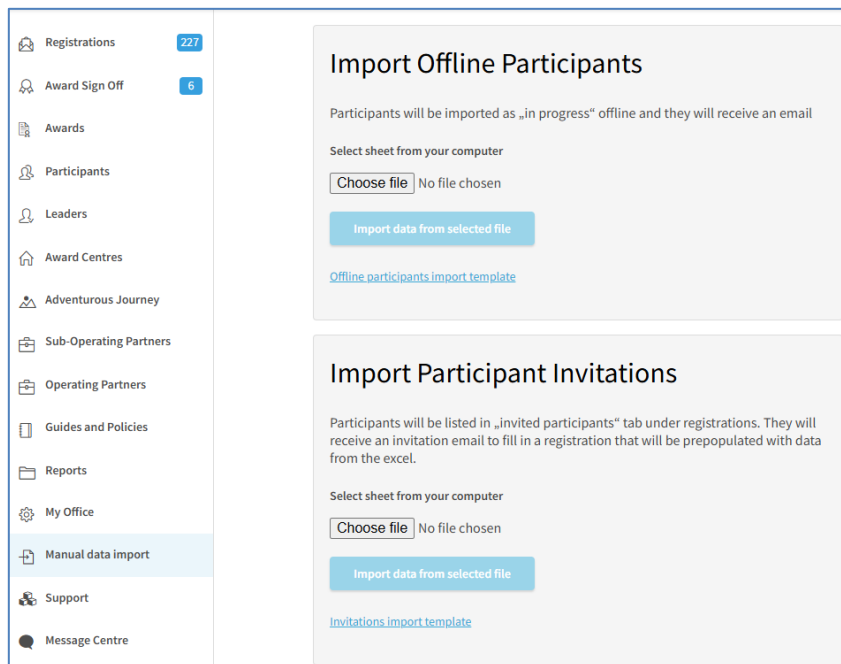 Registrations 227
Award Sign Off 6
Awards
Participants
Leaders
Award Centres
Adventurous Journey
Sub-Operating Partners
Operating Partners
Guides and Policies
Reports
My Office
Manual data import
Support
Message Centre
Import Offline Participants
Participants will be imported as „in progress“ offline and they will receive an email
Select sheet from your computer
Choose file No file chosen
Import data from selected file
Offline participants import template
Import Participant Invitations
Participants will be listed in „invited participants“ tab under registrations. They will
receive an invitation email to fill in a registration that will be prepopulated with data
from the excel.
Select sheet from your computer
Choose file No file chosen
Import data from selected file
Invitations import template